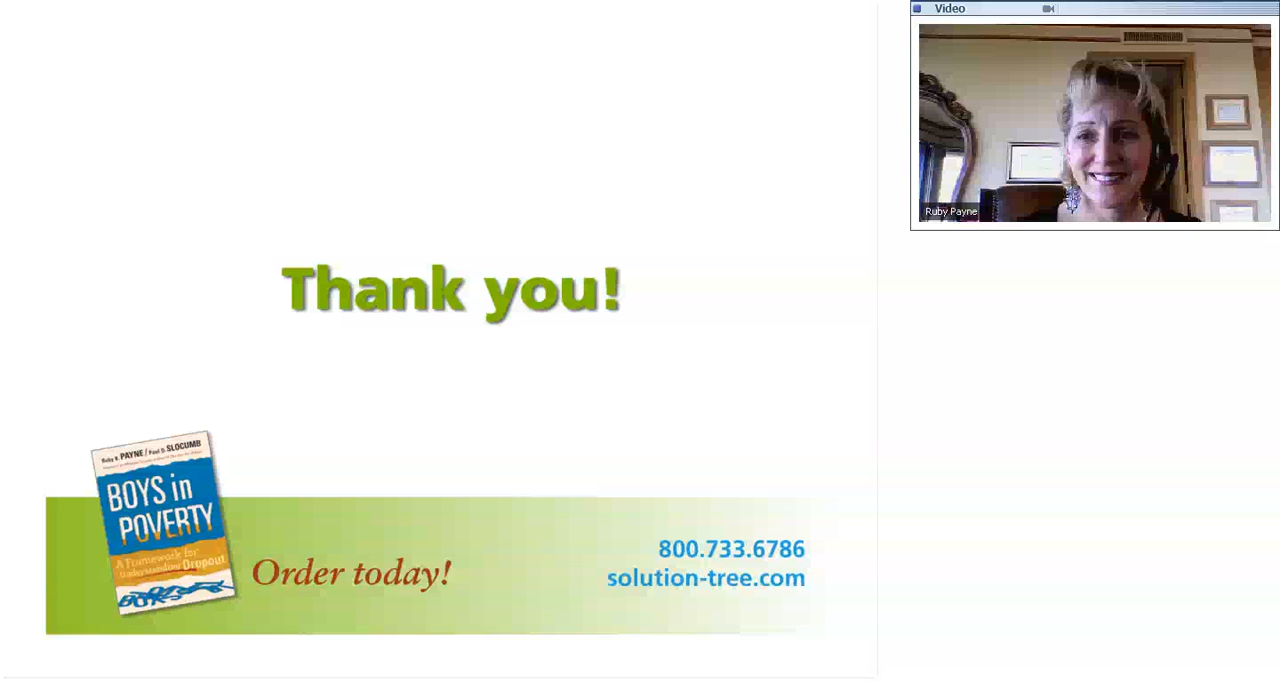 Video
Ruby Payne
Thank you!
Ruby K. PAYNE / Paul D. SLOCUMB
BOYS in
POVERTY
A Framework for
Understanding Dropout
Order today!
800.733.6786
solution-tree.com